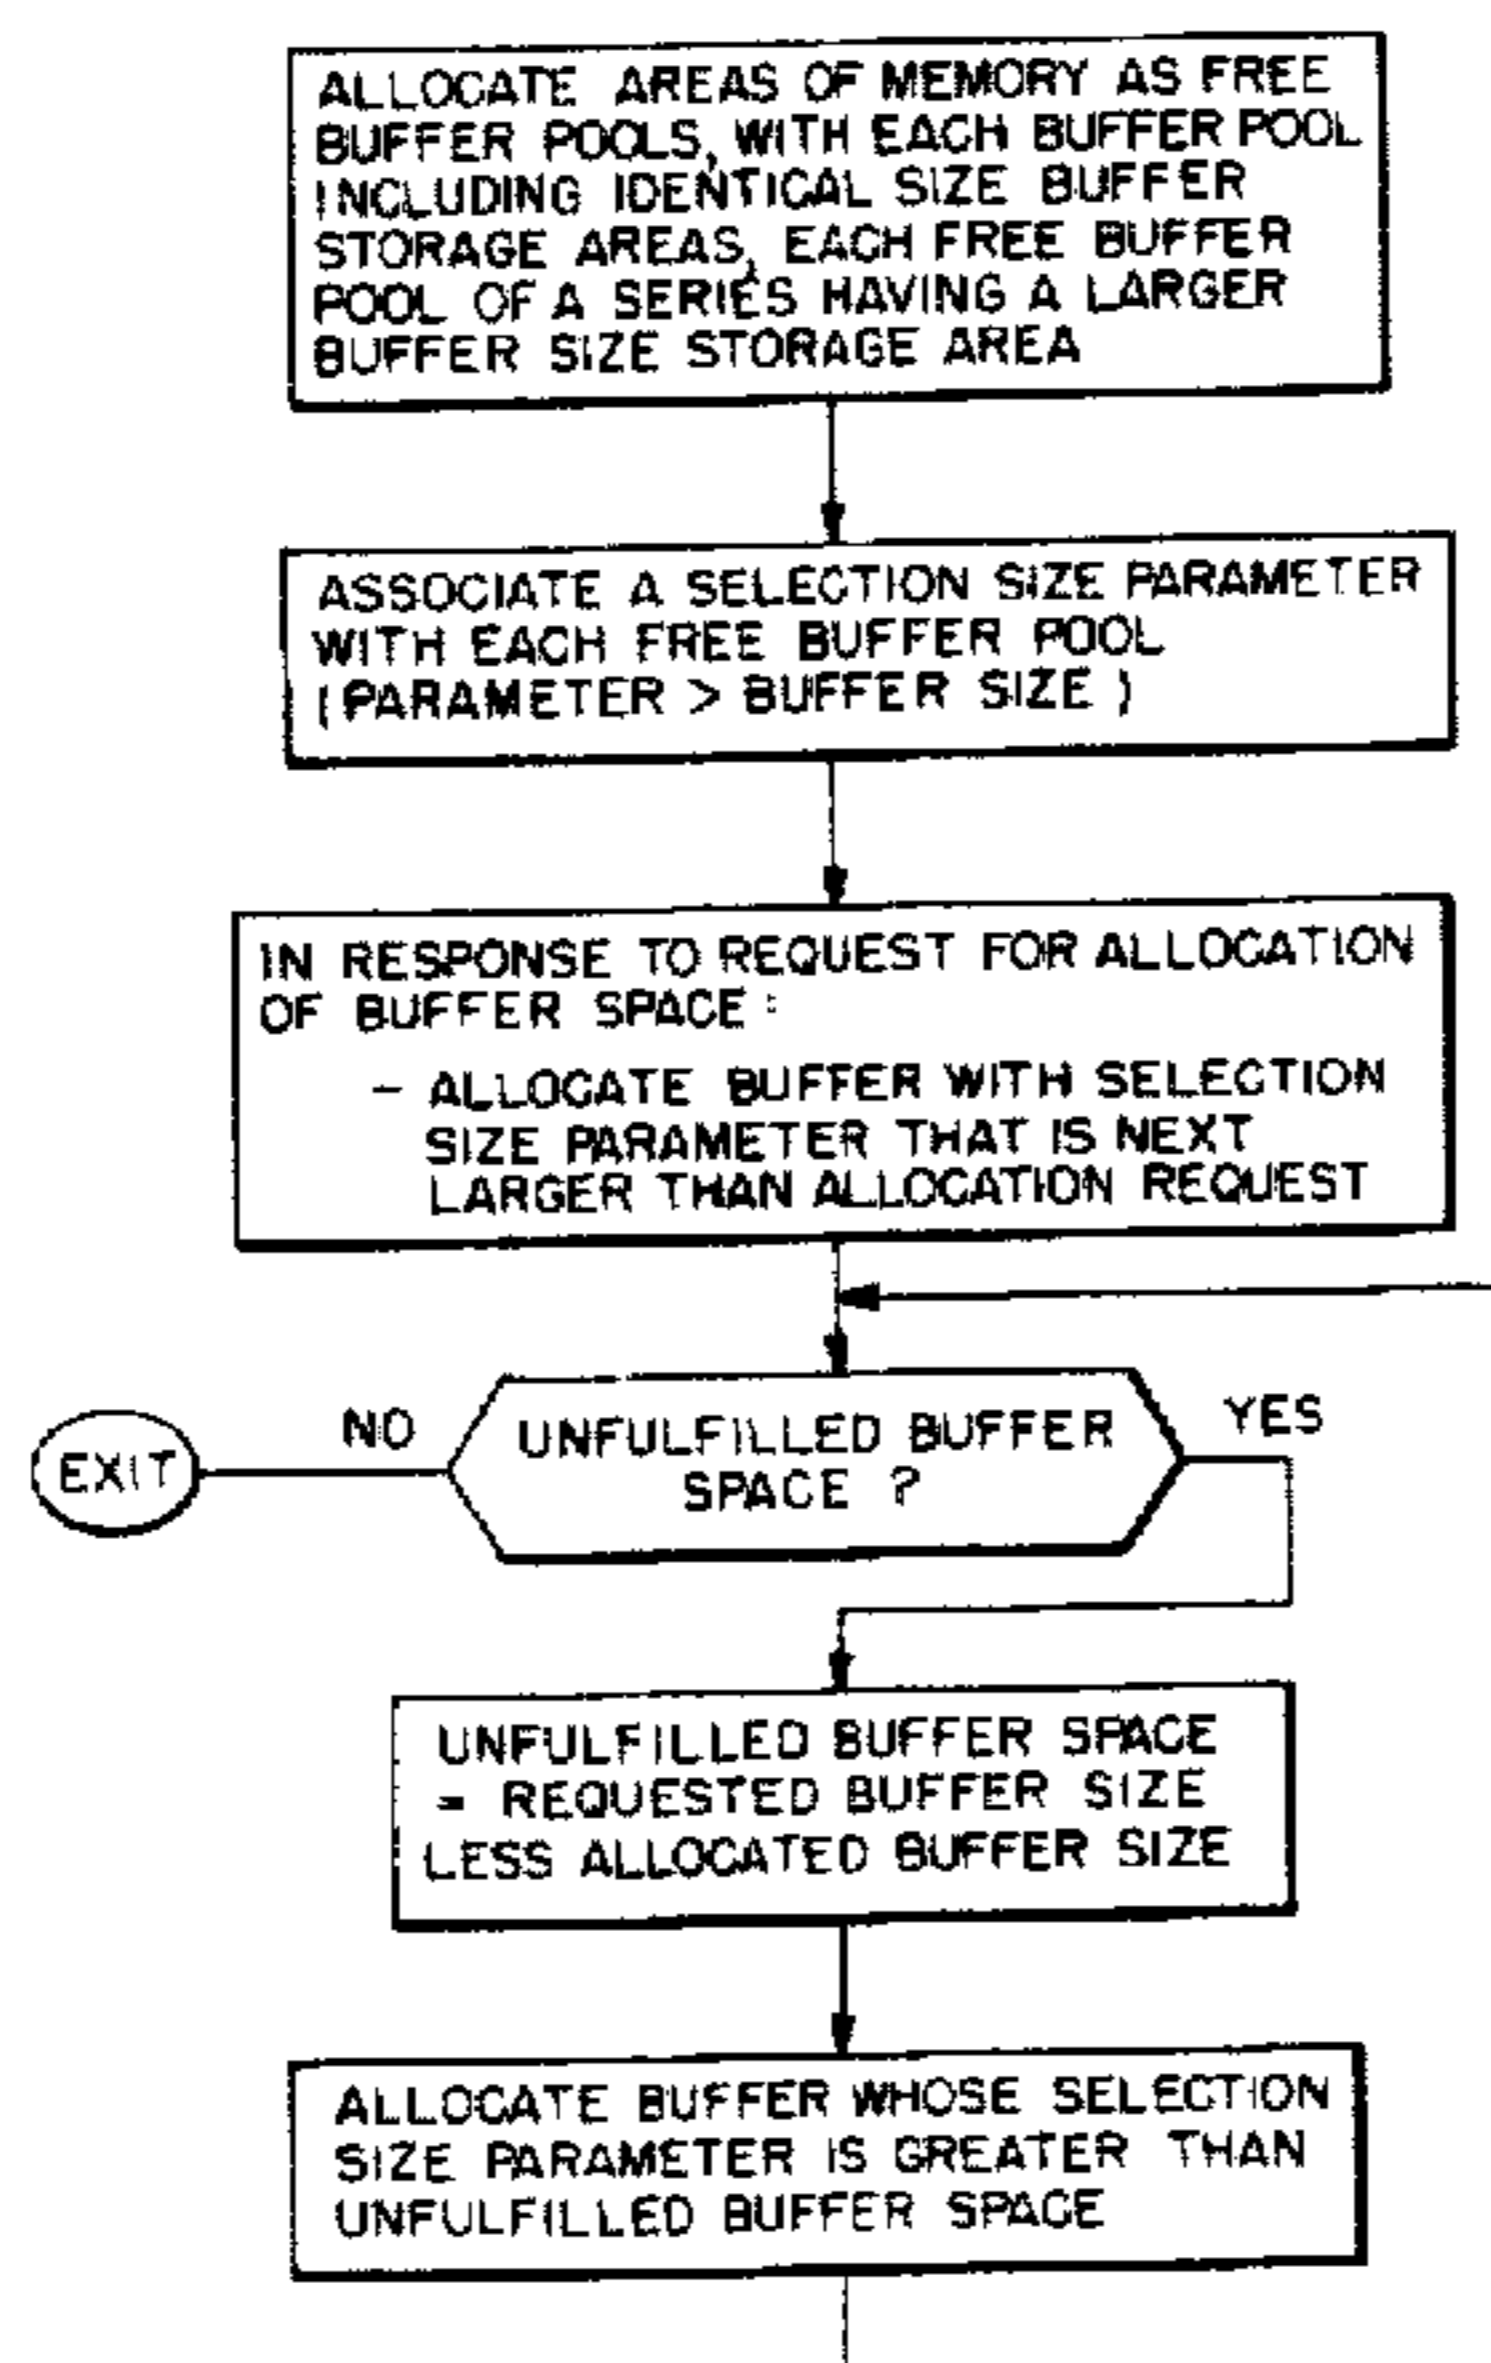 ALLOCATE AREAS OF MEMORY AS FREE
BUFFER POOLS, WITH EACH BUFFER POOL
INCLUDING IDENTICAL SIZE BUFFER
STORAGE AREAS, EACH FREE BUFFER
POOL OF A SERIES HAVING A LARGER
BUFFER SIZE STORAGE AREA
ASSOCIATE A SELECTION SIZE PARAMETER
WITH EACH FREE BUFFER POOL
(PARAMETER > BUFFER SIZE)
IN RESPONSE TO REQUEST FOR ALLOCATION
OF BUFFER SPACE:
- ALLOCATE BUFFER WITH SELECTION
SIZE PARAMETER THAT IS NEXT
LARGER THAN ALLOCATION REQUEST
EXIT
NO
UNFULFILLED BUFFER
SPACE ?
YES
UNFULFILLED BUFFER SPACE
= REQUESTED BUFFER SIZE
LESS ALLOCATED BUFFER SIZE
ALLOCATE BUFFER WHOSE SELECTION
SIZE PARAMETER IS GREATER THAN
UNFULFILLED BUFFER SPACE